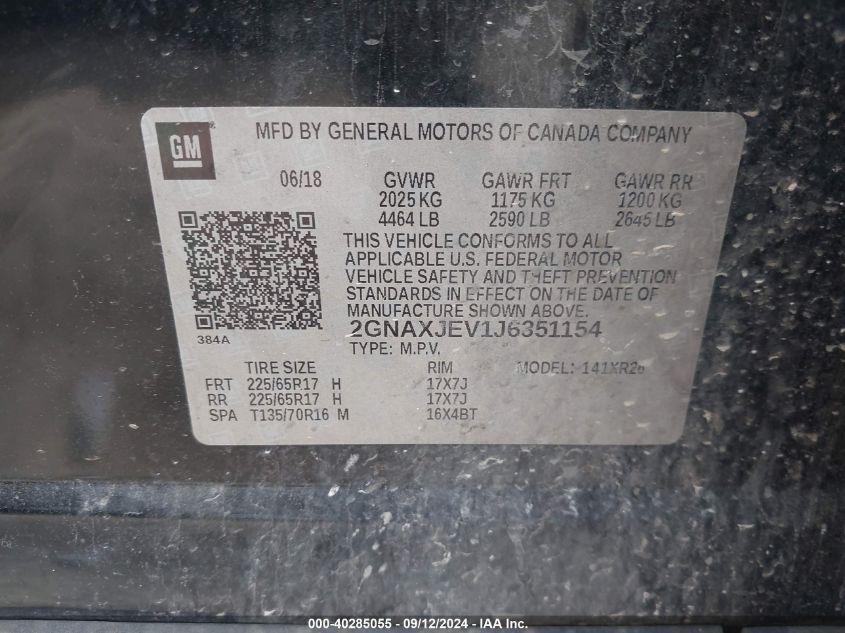 GM
MFD BY GENERAL MOTORS OF CANADA COMPANY
06/18 GVWR GAWR FRT GAWR RR
2025 KG 1175 KG 1200 KG
4464 LB 2590 LB 2645 LB
THIS VEHICLE CONFORMS TO ALL
APPLICABLE U.S. FEDERAL MOTOR
VEHICLE SAFETY AND THEFT PREVENTION
STANDARDS IN EFFECT ON THE DATE OF
MANUFACTURE SHOWN ABOVE.
2GNAXJEV1J6351154
384A
TYPE: M.P.V.
TIRE SIZE RIM MODEL: 141XR26
FRT 225/65R17 H 17X7J
RR 225/65R17 H 17X7J
SPA T135/70R16 M 16X4BT
000-40285055 - 09/12/2024 - IAA Inc.